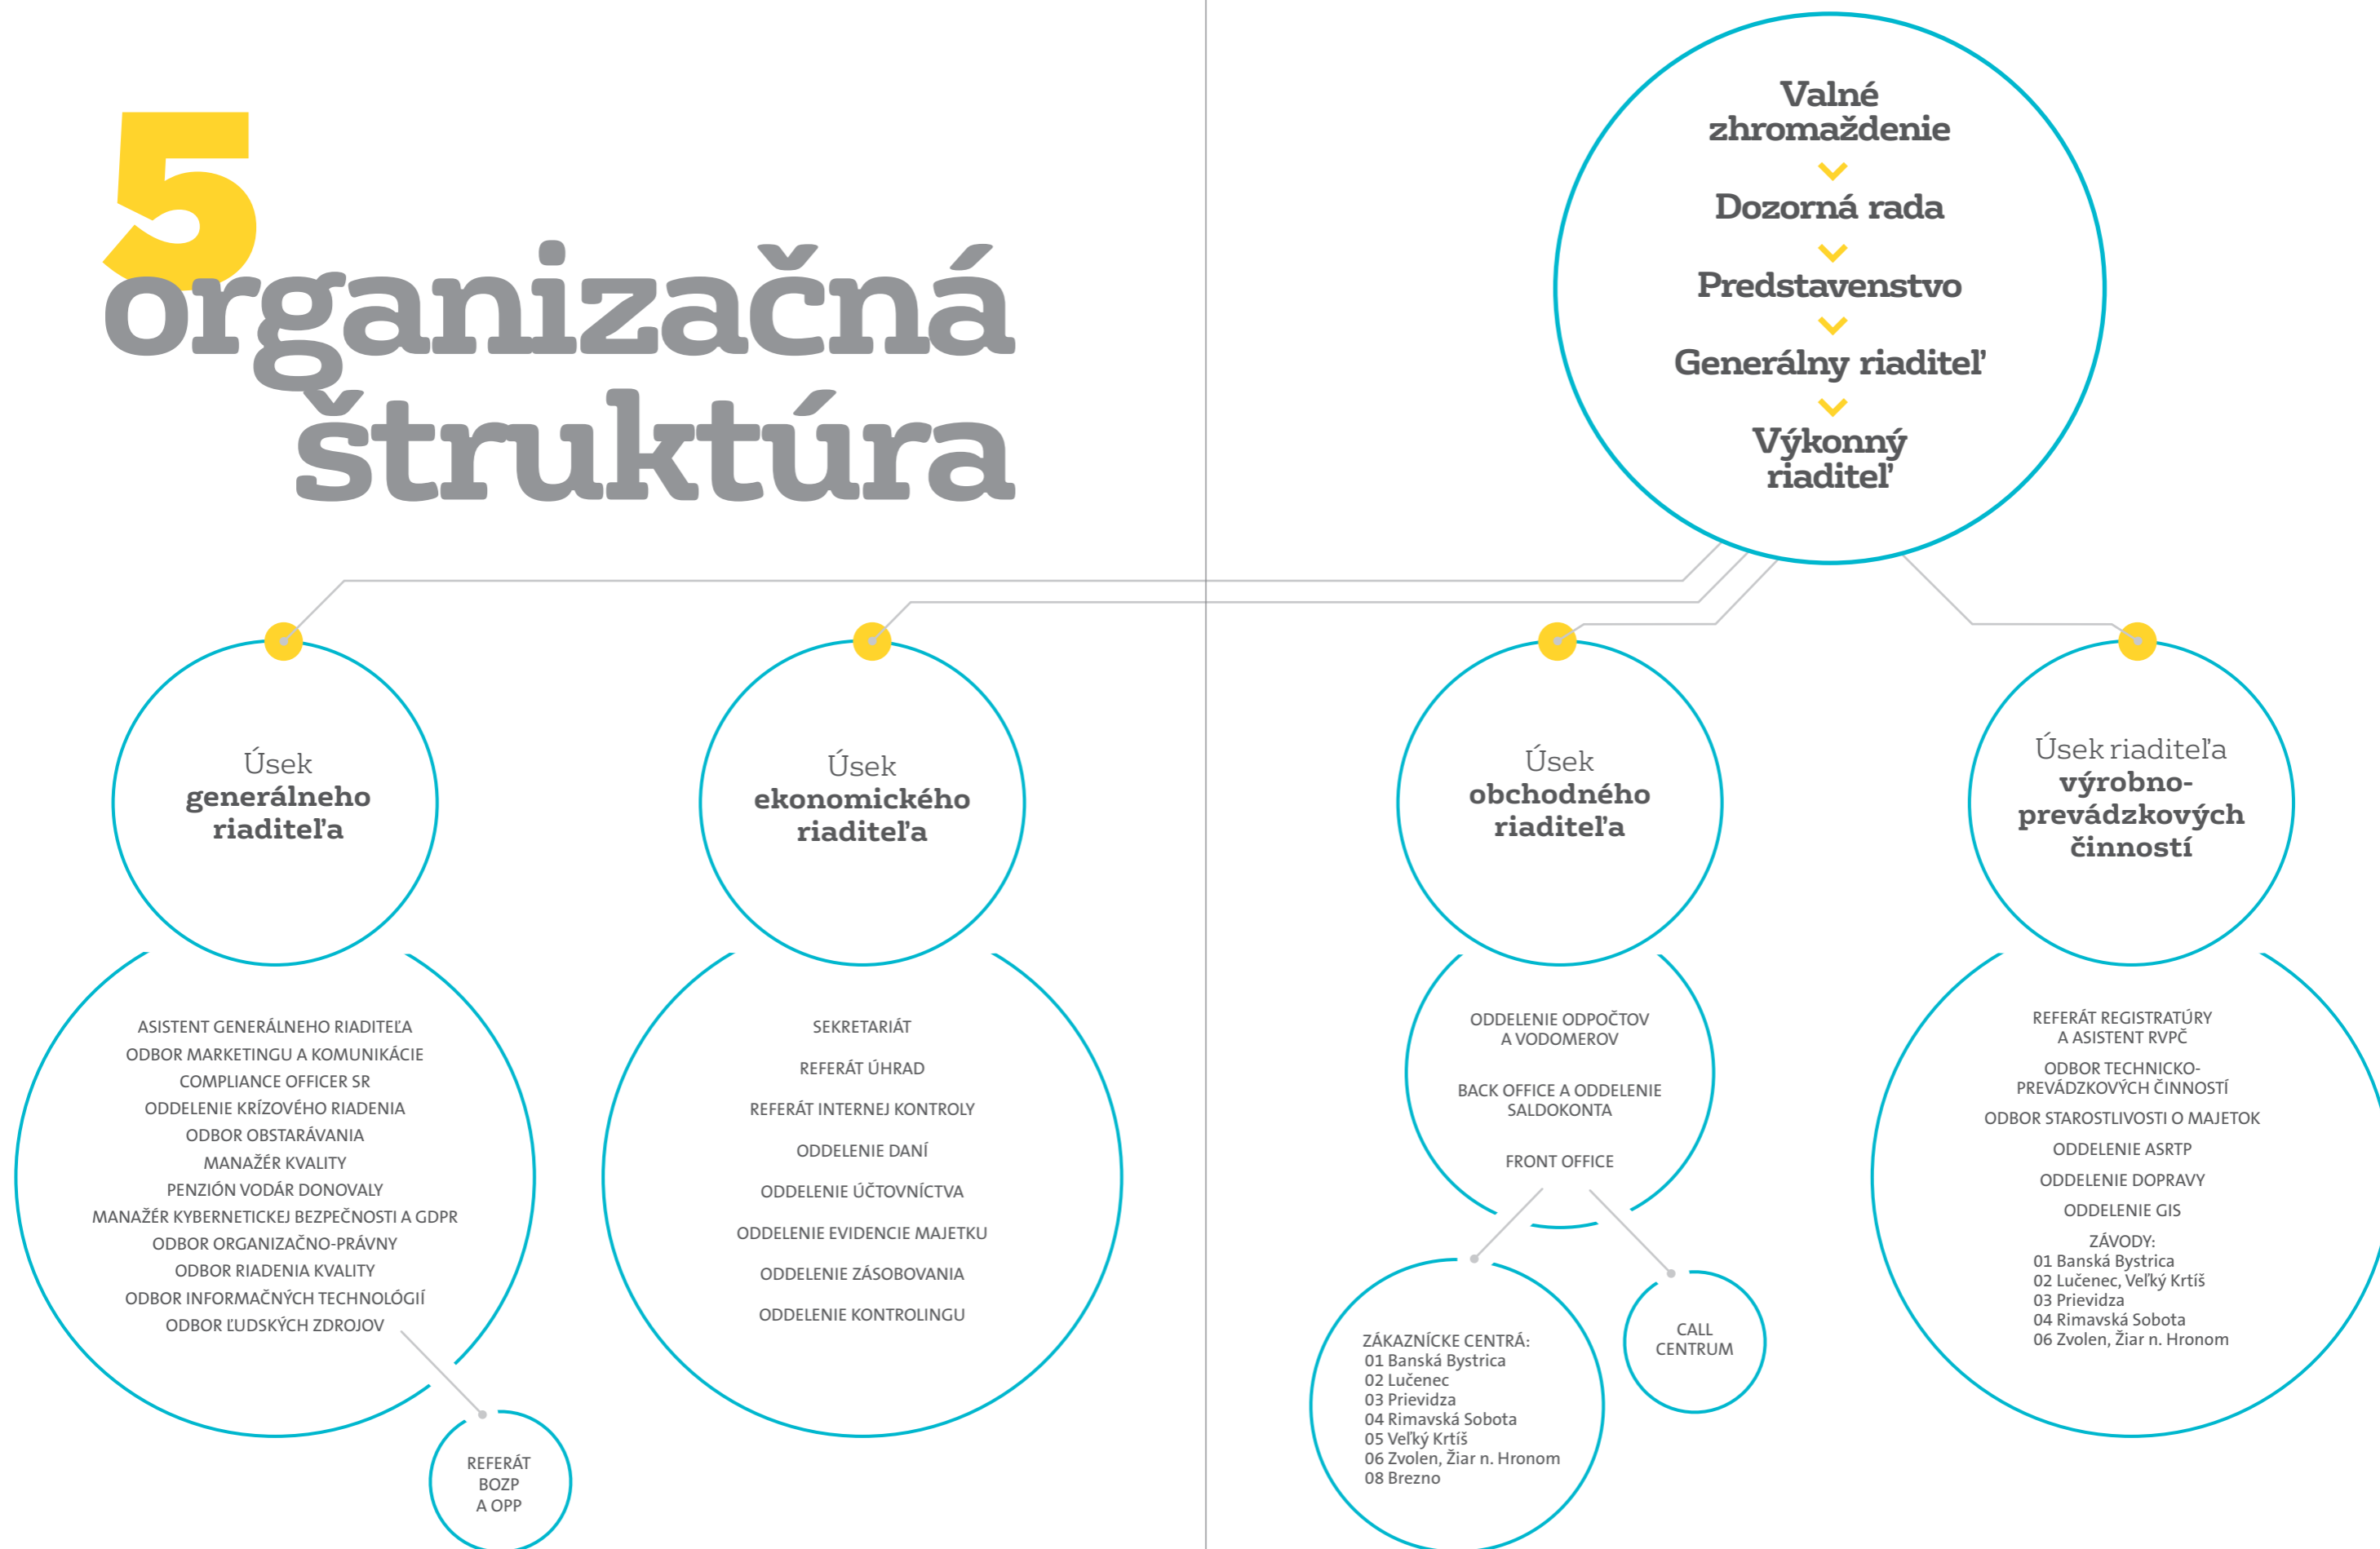 5
organizačná
štruktúra
Valné
zhromaždenie
Dozorná rada
Predstavenstvo
Generálny riaditeľ
Výkonný
riaditeľ
Úsek
generálneho
riaditeľa
ASISTENT GENERÁLNEHO RIADITEĽA
ODBOR MARKETINGU A KOMUNIKÁCIE
COMPLIANCE OFFICER SR
ODDELENIE KRÍZOVÉHO RIADENIA
ODBOR OBSTARÁVANIA
MANAŽÉR KVALITY
PENZIÓN VODÁR DONOVALY
MANAŽÉR KYBERNETICKEJ BEZPEČNOSTI A GDPR
ODBOR ORGANIZAČNO-PRÁVNY
ODBOR RIADENIA KVALITY
ODBOR INFORMAČNÝCH TECHNOLÓGIÍ
ODBOR ĽUDSKÝCH ZDROJOV
REFERÁT
BOZP
A OPP
Úsek
ekonomického
riaditeľa
SEKRETARIÁT
REFERÁT ÚHRAD
REFERÁT INTERNEJ KONTROLY
ODDELENIE DANÍ
ODDELENIE ÚČTOVNÍCTVA
ODDELENIE EVIDENCIE MAJETKU
ODDELENIE ZÁSOBOVANIA
ODDELENIE KONTROLINGU
Úsek
obchodného
riaditeľa
ODDELENIE ODPOČTOV
A VODOMEROV
BACK OFFICE A ODDELENIE
SALDOKONTA
FRONT OFFICE
ZÁKAZNÍCKE CENTRÁ:
01 Banská Bystrica
02 Lučenec
03 Prievidza
04 Rimavská Sobota
05 Veľký Krtíš
06 Zvolen, Žiar n. Hronom
08 Brezno
CALL
CENTRUM
Úsek riaditeľa
výrobno-
prevádzkových
činností
REFERÁT REGISTRATÚRY
A ASISTENT RVPČ
ODBOR TECHNICKO-
PREVÁDZKOVÝCH ČINNOSTÍ
ODBOR STAROSTLIVOSTI O MAJETOK
ODDELENIE ASRTP
ODDELENIE DOPRAVY
ODDELENIE GIS
ZÁVODY:
01 Banská Bystrica
02 Lučenec, Veľký Krtíš
03 Prievidza
04 Rimavská Sobota
06 Zvolen, Žiar n. Hronom